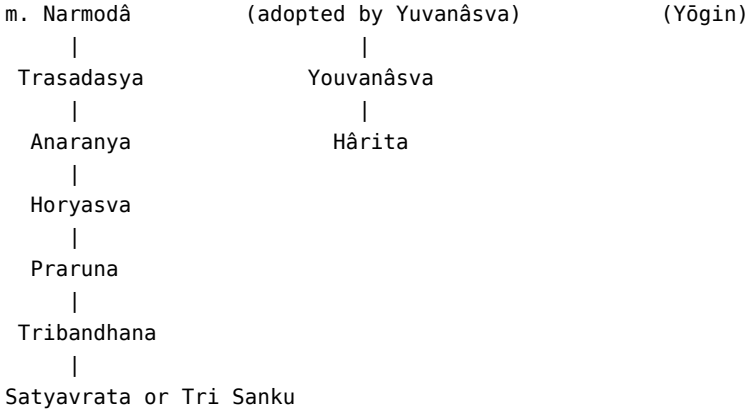 m. Narmodâ (adopted by Yuvanâsva) (Yōgin)
| |
Trasadasya Youvanâsva
| |
Anaranya Hârita
|
Horyasva
|
Praruna
|
Tribandhana
|
Satyavrata or Tri Sanku